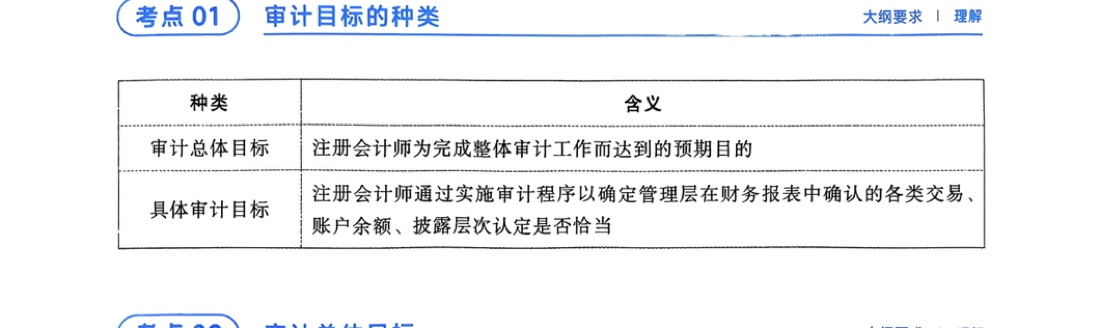 考点 01 审计目标的种类 大纲要求 | 理解
种类 含义
审计总体目标 注册会计师为完成整体审计工作而达到的预期目的
具体审计目标 注册会计师通过实施审计程序以确定管理层在财务报表中确认的各类交易、
账户余额、披露层次认定是否恰当